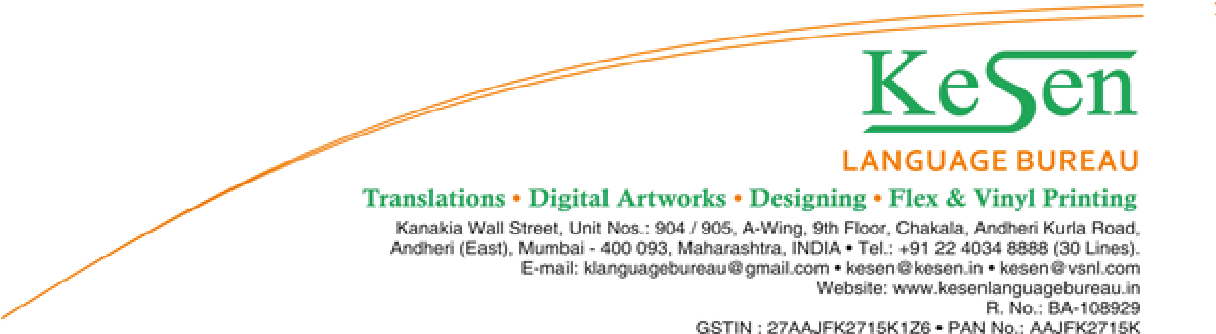 KeSen
LANGUAGE BUREAU
Translations • Digital Artworks • Designing • Flex & Vinyl Printing
Kanakia Wall Street, Unit Nos.: 904 / 905, A-Wing, 9th Floor, Chakala, Andheri Kurla Road,
Andheri (East), Mumbai - 400 093, Maharashtra, INDIA • Tel.: +91 22 4034 8888 (30 Lines).
E-mail: klanguagebureau@gmail.com • kesen@kesen.in • kesen@vsnl.com
Website: www.kesenlanguagebureau.in
R. No.: BA-108929
GSTIN : 27AAJFK2715K1Z6 • PAN No.: AAJFK2715K